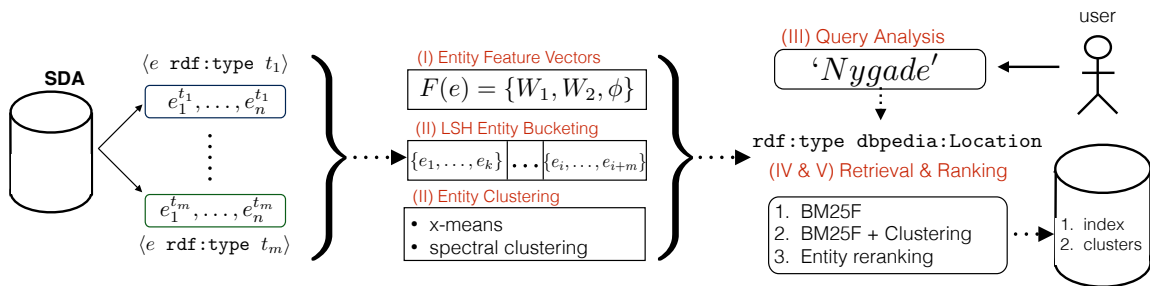 SDA
⟨e rdf:type t₁⟩
e₁^{t₁}, . . . , eₙ^{t₁}
e₁^{tₘ}, . . . , eₙ^{tₘ}
⟨e rdf:type tₘ⟩
(I) Entity Feature Vectors
F(e) = {W₁, W₂, ϕ}
(II) LSH Entity Bucketing
{e₁, . . . , eₖ} . . . {eᵢ, . . . , eᵢ₊ₘ}
(II) Entity Clustering
• x-means
• spectral clustering
user
(III) Query Analysis
‘Nygade’
rdf:type dbpedia:Location
(IV & V) Retrieval & Ranking
1. BM25F
2. BM25F + Clustering
3. Entity reranking
1. index
2. clusters